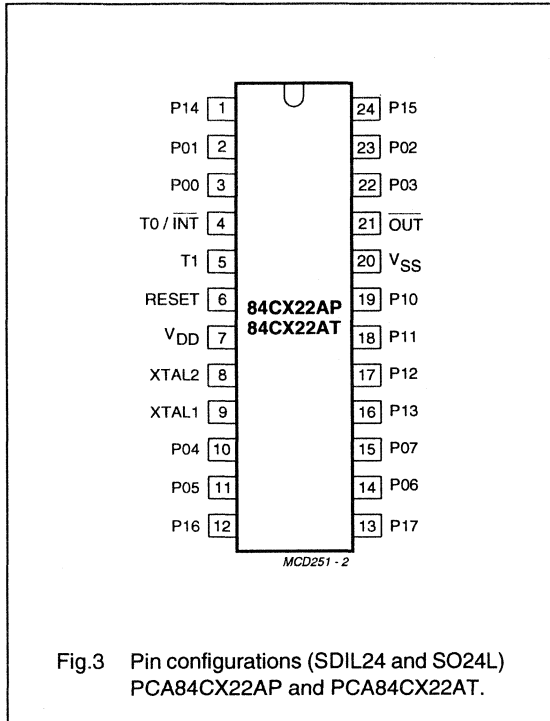 P14 1 24 P15
P01 2 23 P02
P00 3 22 P03
T0 / INT 4 21 OUT
T1 5 20 VSS
RESET 6 19 P10
84CX22AP
84CX22AT
VDD 7 18 P11
XTAL2 8 17 P12
XTAL1 9 16 P13
P04 10 15 P07
P05 11 14 P06
P16 12 13 P17
MCD251 - 2
Fig.3 Pin configurations (SDIL24 and SO24L)
PCA84CX22AP and PCA84CX22AT.